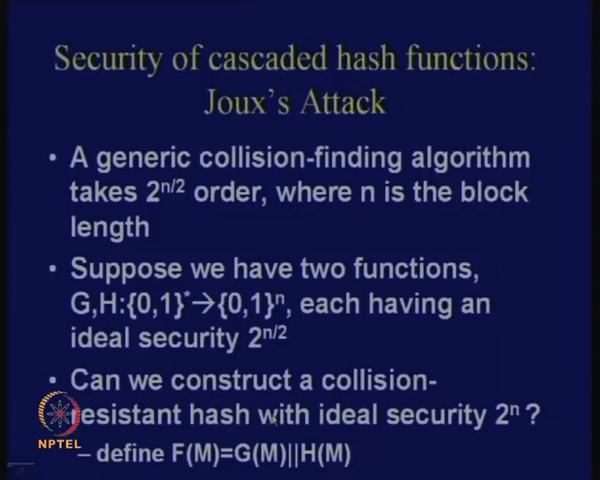 Security of cascaded hash functions:
Joux's Attack
• A generic collision-finding algorithm
takes 2^{n/2} order, where n is the block
length
• Suppose we have two functions,
G,H:{0,1}^*→{0,1}^n, each having an
ideal security 2^{n/2}
• Can we construct a collision-
resistant hash with ideal security 2^n ?
NPTEL
– define F(M)=G(M)||H(M)